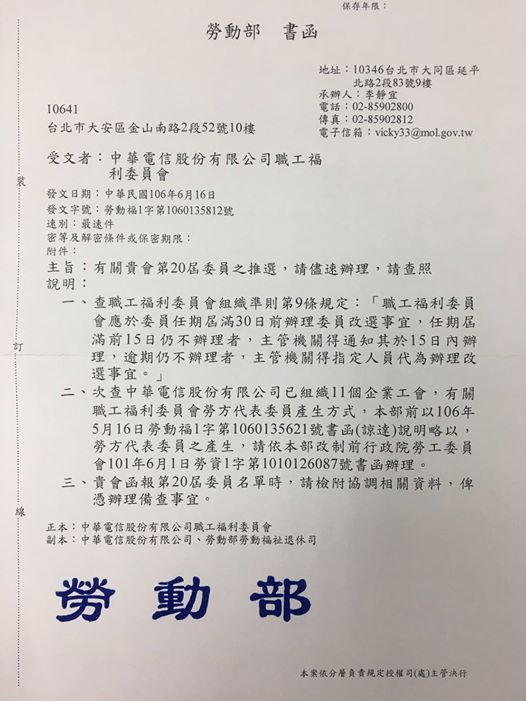 保存年限：
勞動部　書函
地址：10346台北市大同區延平
北路2段83號9樓
承辦人：李靜宜
電話：02-85902800
傳真：02-85902812
電子信箱：vicky33@mol.gov.tw
10641
台北市大安區金山南路2段52號10樓
受文者：中華電信股份有限公司職工福
利委員會
發文日期：中華民國106年6月16日
發文字號：勞動福1字第1060135812號
速別：最速件
密等及解密條件或保密期限：
附件：
主旨：有關貴會第20屆委員之推選，請儘速辦理，請查照
說明：
一、查職工福利委員會組織準則第9條規定：「職工福利委員
會應於委員任期屆滿30日前辦理委員改選事宜，任期屆
滿前15日仍不辦理者，主管機關得通知其於15日內辦
理，逾期仍不辦理者，主管機關得指定人員代為辦理改
選事宜。」
二、次查中華電信股份有限公司已組織11個企業工會，有關
職工福利委員會勞方代表委員產生方式，本部前以106年
5月16日勞動福1字第1060135621號書函(諒達)說明略以，
勞方代表委員之產生，請依本部改制前行政院勞工委員
會101年6月1日勞資1字第1010126087號書函辦理。
三、貴會函報第20屆委員名單時，請檢附協調相關資料，俾
憑辦理備查事宜。
正本：中華電信股份有限公司職工福利委員會
副本：中華電信股份有限公司、勞動部勞動福祉退休司
勞動部
本案依分層負責規定授權司(處)主管決行
裝
訂
線